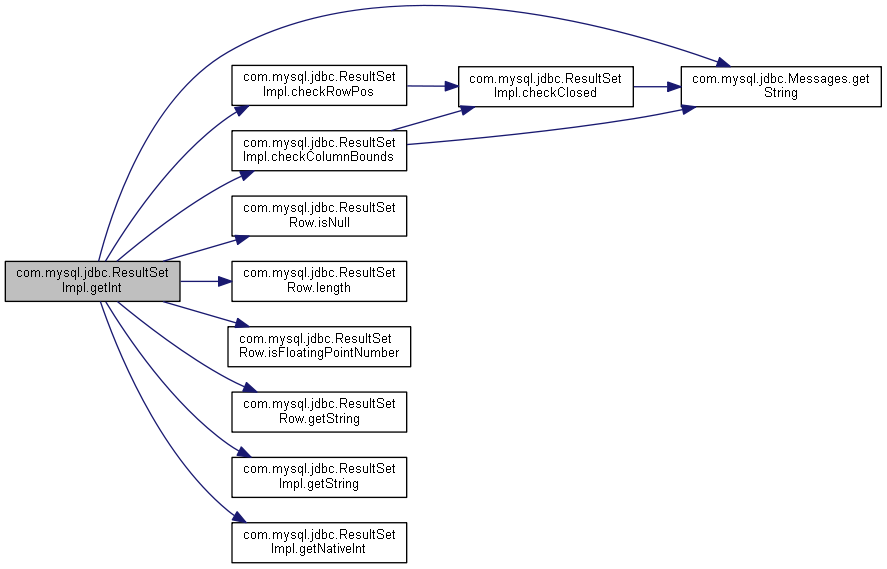 com.mysql.jdbc.ResultSet
Impl.getInt
com.mysql.jdbc.ResultSet
Impl.checkRowPos
com.mysql.jdbc.ResultSet
Impl.checkClosed
com.mysql.jdbc.Messages.get
String
com.mysql.jdbc.ResultSet
Impl.checkColumnBounds
com.mysql.jdbc.ResultSet
Row.isNull
com.mysql.jdbc.ResultSet
Row.length
com.mysql.jdbc.ResultSet
Row.isFloatingPointNumber
com.mysql.jdbc.ResultSet
Row.getString
com.mysql.jdbc.ResultSet
Impl.getString
com.mysql.jdbc.ResultSet
Impl.getNativeInt